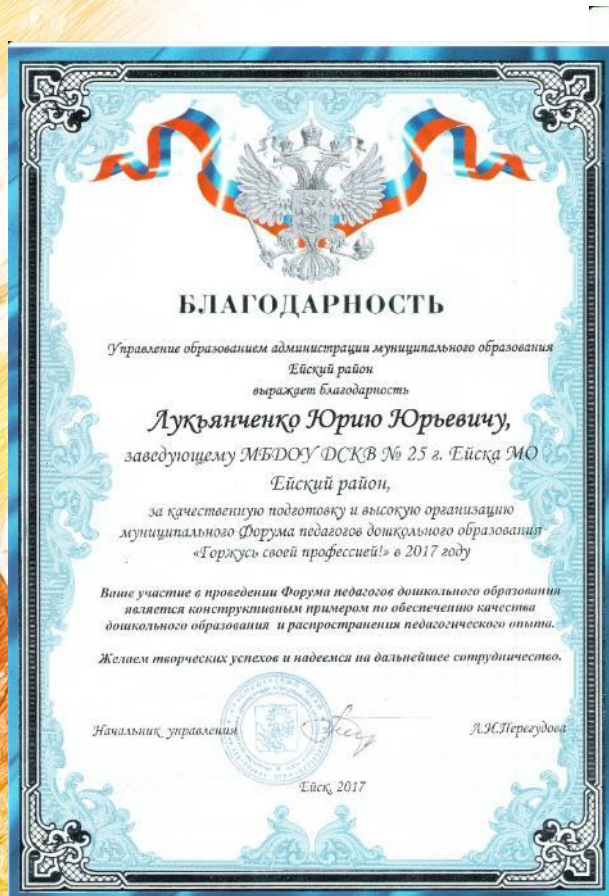 БЛАГОДАРНОСТЬ
Управление образованием администрации муниципального образования
Ейский район
выражает благодарность
Лукьянченко Юрию Юрьевичу,
заведующему МБДОУ ДСКВ № 25 г. Ейска МО
Ейский район,
за качественную подготовку и высокую организацию
муниципального Форума педагогов дошкольного образования
«Горжусь своей профессией!» в 2017 году
Ваше участие в проведении Форума педагогов дошкольного образования
является конструктивным примером по обеспечению качества
дошкольного образования и распространения педагогического опыта.
Желаем творческих успехов и надеемся на дальнейшее сотрудничество.
Начальник управления
А.И.Перегудова
Ейск, 2017